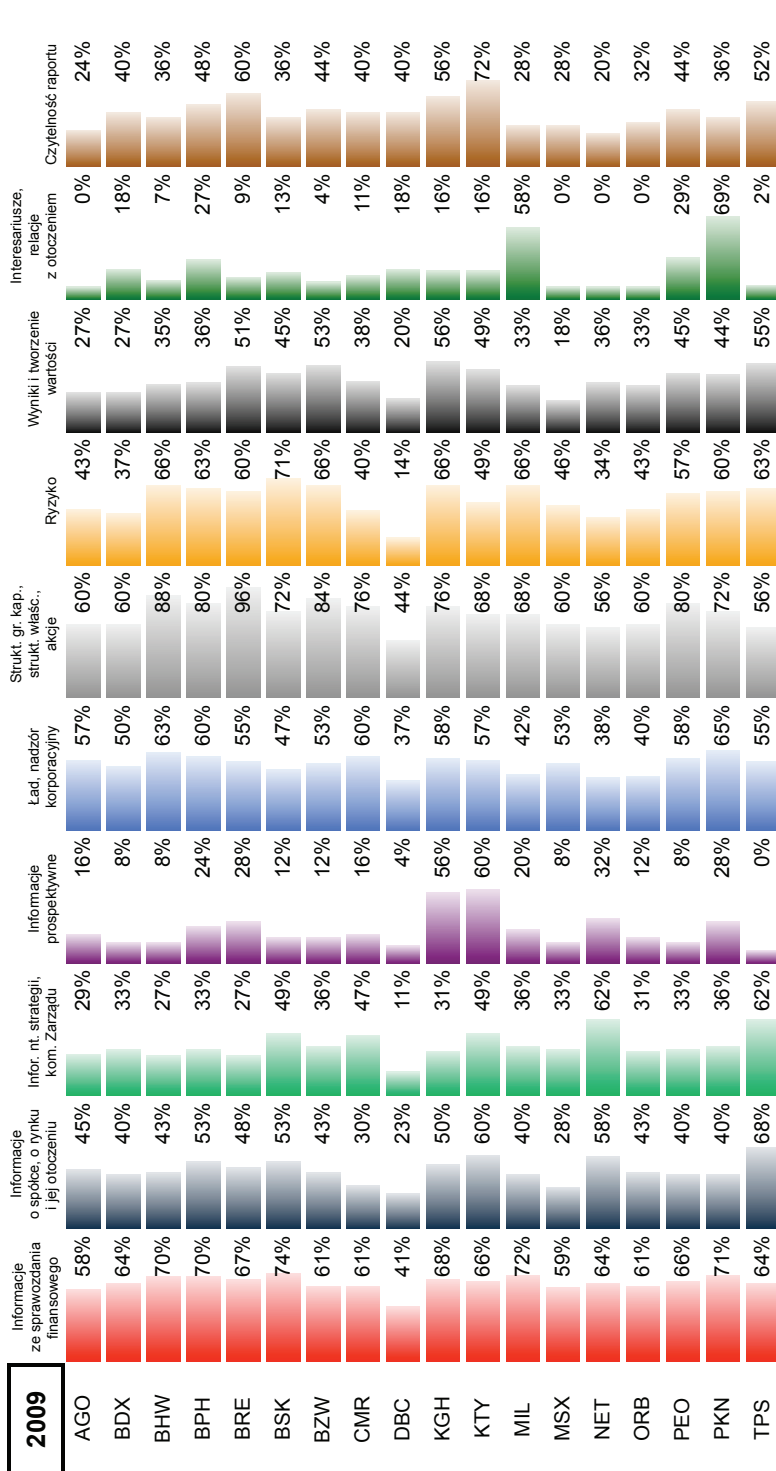 2009
Informacje
ze sprawozdania
finansowego
Informacje
o spółce, o rynku
i jej otoczeniu
Infor. nt. strategii,
kom. Zarządu
Informacje
prospektywne
Ład, nadzór
korporacyjny
Strukt. gr. kap.,
strukt. właśc.,
akcje
Ryzyko
Wyniki i tworzenie
wartości
Interesariusze,
relacje
z otoczeniem
Czytelność raportu
AGO 58% 45% 29% 16% 57% 60% 43% 27% 0% 24%
BDX 64% 40% 33% 8% 50% 60% 37% 27% 18% 40%
BHW 70% 43% 27% 8% 63% 88% 66% 35% 7% 36%
BPH 70% 53% 33% 24% 60% 80% 63% 36% 27% 48%
BRE 67% 48% 27% 28% 55% 96% 60% 51% 9% 60%
BSK 74% 53% 49% 12% 47% 72% 71% 45% 13% 36%
BZW 61% 43% 36% 12% 53% 84% 66% 53% 4% 44%
CMR 61% 30% 47% 16% 60% 76% 40% 38% 11% 40%
DBC 41% 23% 11% 4% 37% 44% 14% 20% 18% 40%
KGH 68% 50% 31% 56% 58% 76% 66% 56% 16% 56%
KTY 66% 60% 49% 60% 57% 68% 49% 49% 16% 72%
MIL 72% 40% 36% 20% 42% 68% 66% 33% 58% 28%
MSX 59% 28% 33% 8% 53% 60% 46% 18% 0% 28%
NET 64% 58% 62% 32% 38% 56% 34% 36% 0% 20%
ORB 61% 43% 31% 12% 40% 60% 43% 33% 0% 32%
PEO 66% 40% 33% 8% 58% 80% 57% 45% 29% 44%
PKN 71% 40% 36% 28% 65% 72% 60% 44% 69% 36%
TPS 64% 68% 62% 0% 55% 56% 63% 55% 2% 52%